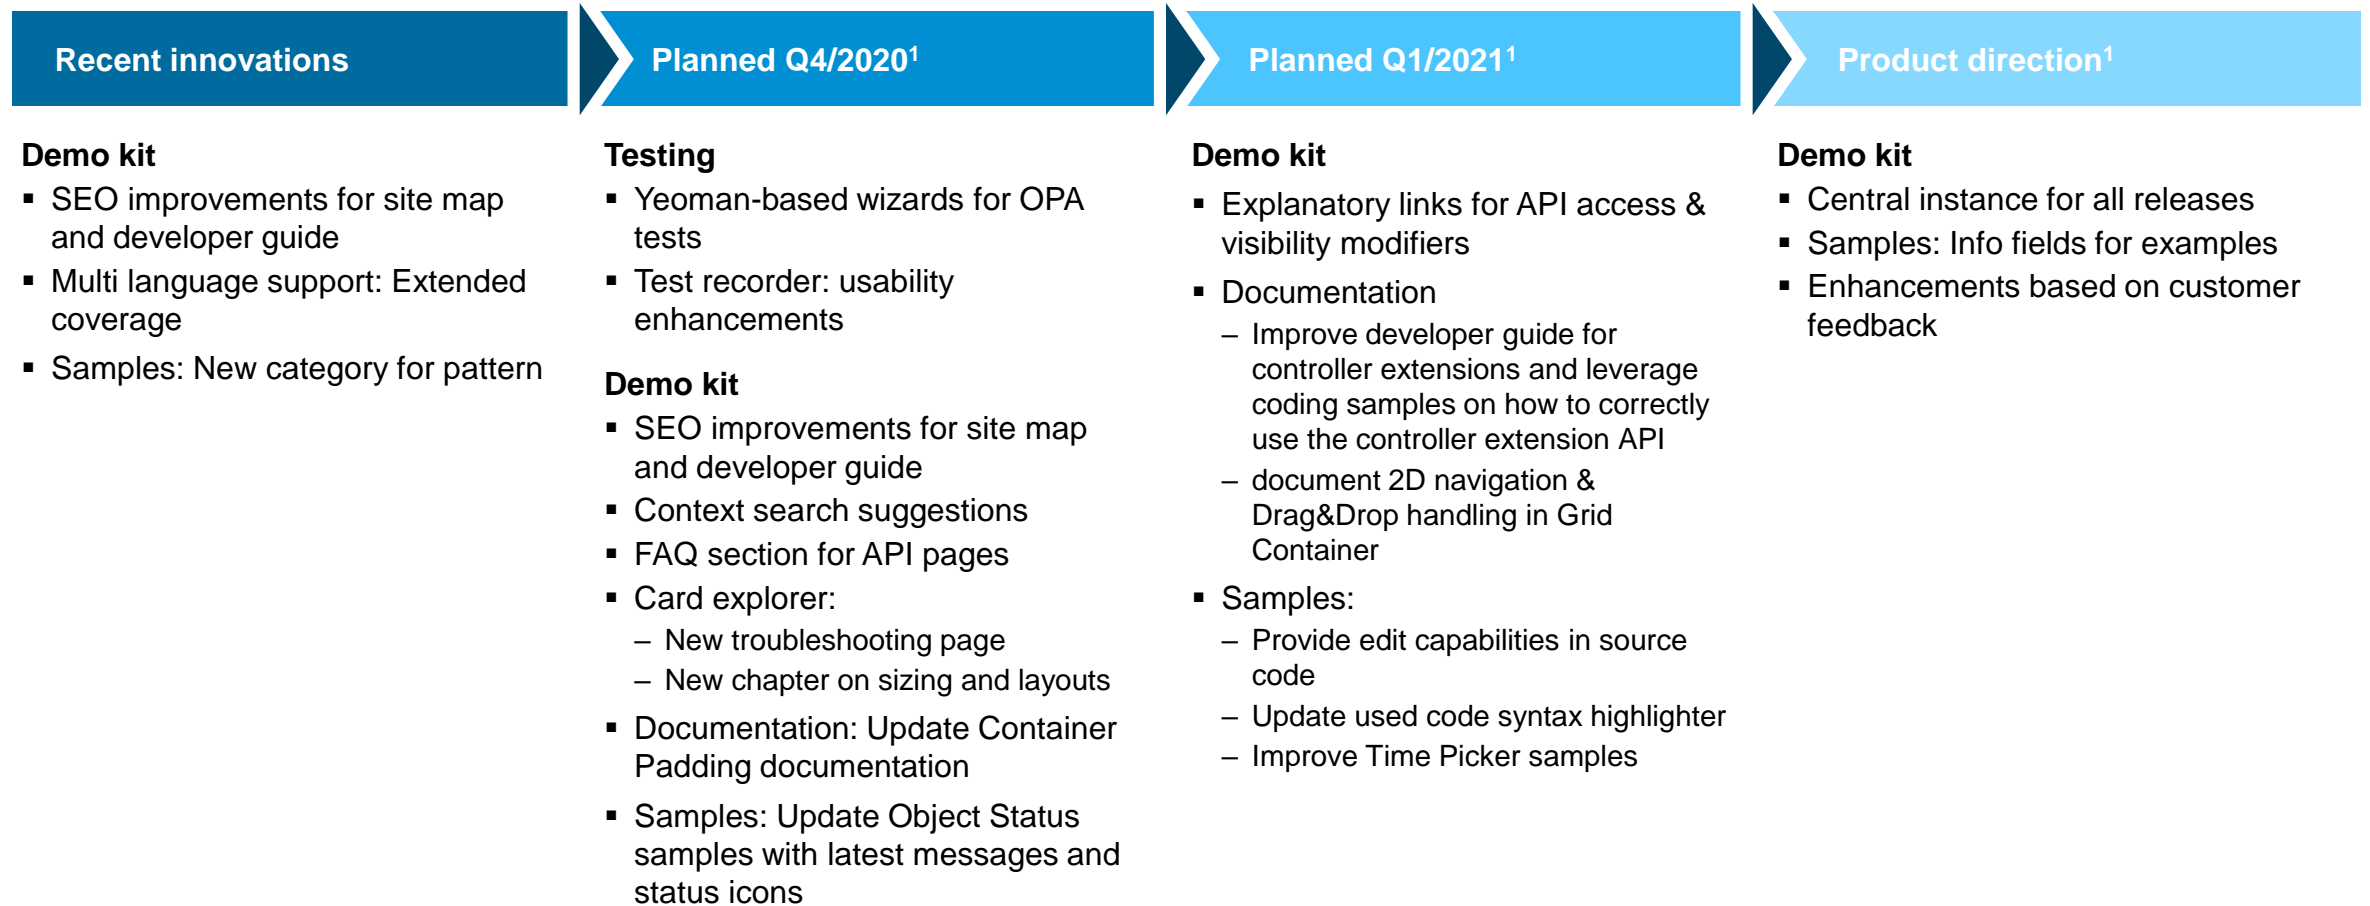 Recent innovations
Planned Q4/2020¹
Planned Q1/2021¹
Product direction¹
Demo kit
▪ SEO improvements for site map
and developer guide
▪ Multi language support: Extended
coverage
▪ Samples: New category for pattern
Testing
▪ Yeoman-based wizards for OPA
tests
▪ Test recorder: usability
enhancements
Demo kit
▪ SEO improvements for site map
and developer guide
▪ Context search suggestions
▪ FAQ section for API pages
▪ Card explorer:
– New troubleshooting page
– New chapter on sizing and layouts
▪ Documentation: Update Container
Padding documentation
▪ Samples: Update Object Status
samples with latest messages and
status icons
Demo kit
▪ Explanatory links for API access &
visibility modifiers
▪ Documentation
– Improve developer guide for
controller extensions and leverage
coding samples on how to correctly
use the controller extension API
– document 2D navigation &
Drag&Drop handling in Grid
Container
▪ Samples:
– Provide edit capabilities in source
code
– Update used code syntax highlighter
– Improve Time Picker samples
Demo kit
▪ Central instance for all releases
▪ Samples: Info fields for examples
▪ Enhancements based on customer
feedback